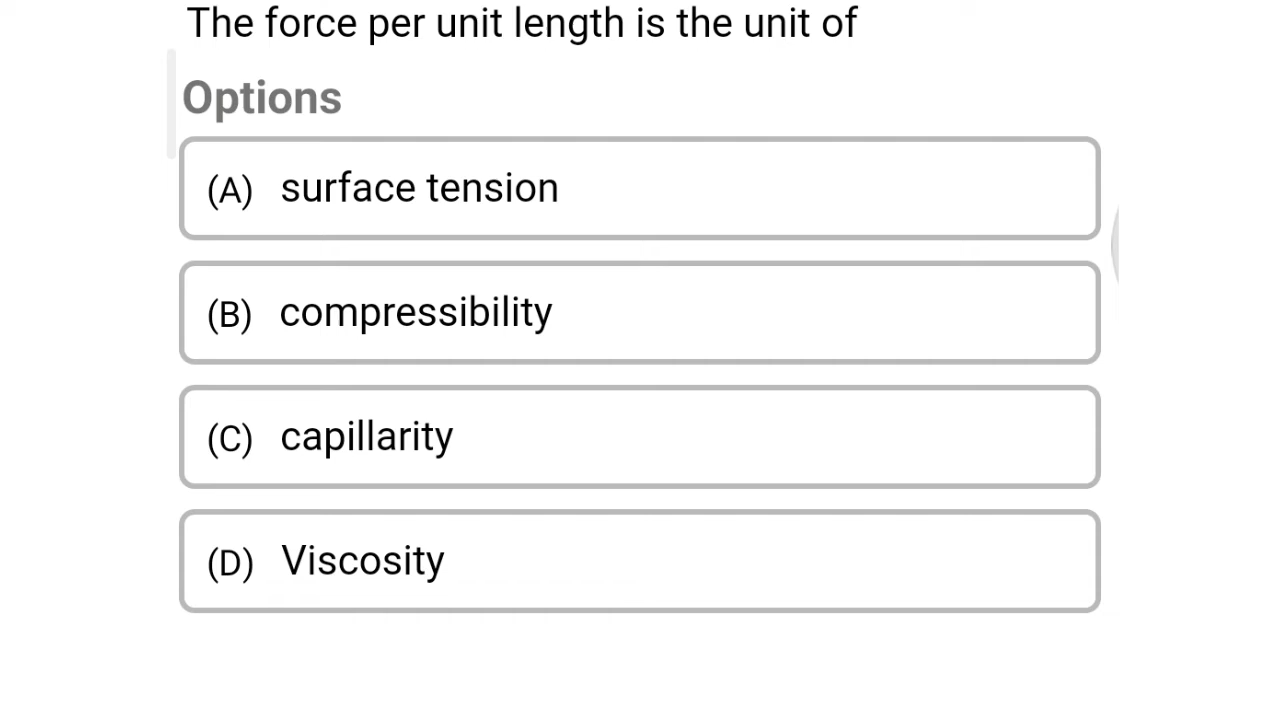 The force per unit length is the unit of
Options
(A) surface tension
(B) compressibility
(C) capillarity
(D) Viscosity